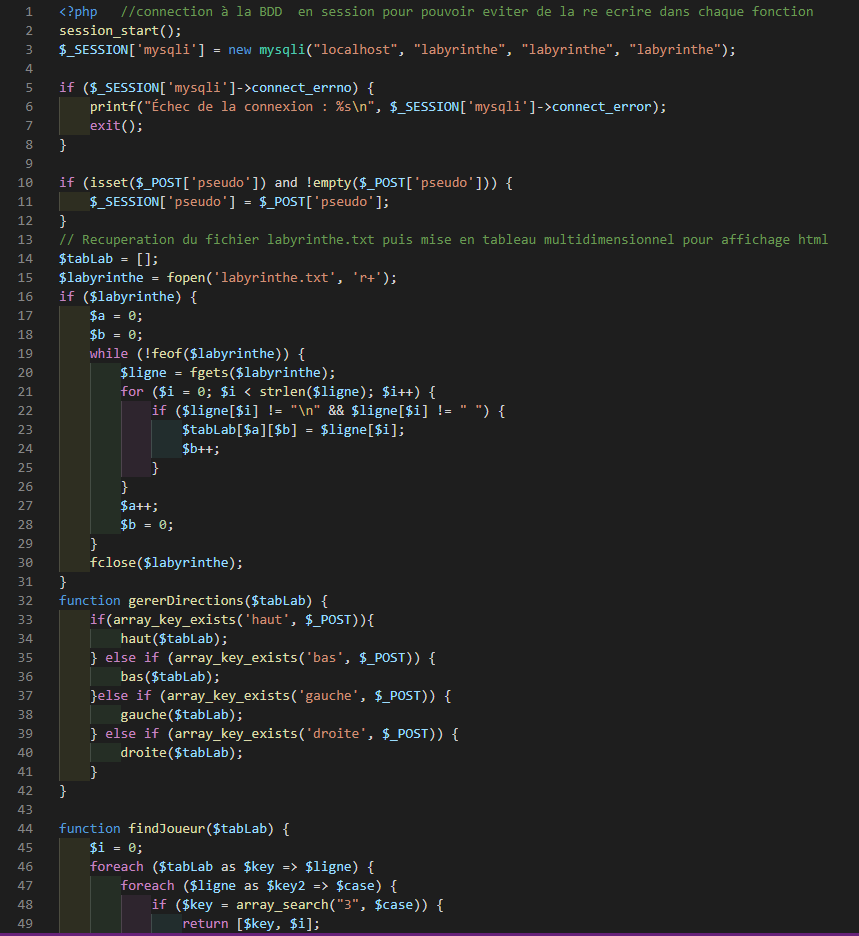 1 <?php   //connection à la BDD  en session pour pouvoir eviter de la re ecrire dans chaque fonction
2 session_start();
3 $_SESSION['mysqli'] = new mysqli("localhost", "labyrinthe", "labyrinthe", "labyrinthe");
4
5 if ($_SESSION['mysqli']->connect_errno) {
6     printf("Échec de la connexion : %s\n", $_SESSION['mysqli']->connect_error);
7     exit();
8 }
9
10 if (isset($_POST['pseudo']) and !empty($_POST['pseudo'])) {
11     $_SESSION['pseudo'] = $_POST['pseudo'];
12 }
13 // Recuperation du fichier labyrinthe.txt puis mise en tableau multidimensionnel pour affichage html
14 $tabLab = [];
15 $labyrinthe = fopen('labyrinthe.txt', 'r+');
16 if ($labyrinthe) {
17     $a = 0;
18     $b = 0;
19     while (!feof($labyrinthe)) {
20         $ligne = fgets($labyrinthe);
21         for ($i = 0; $i < strlen($ligne); $i++) {
22             if ($ligne[$i] != "\n" && $ligne[$i] != " ") {
23                 $tabLab[$a][$b] = $ligne[$i];
24                 $b++;
25             }
26         }
27         $a++;
28         $b = 0;
29     }
30     fclose($labyrinthe);
31 }
32 function gererDirections($tabLab) {
33     if(array_key_exists('haut', $_POST)){
34         haut($tabLab);
35     } else if (array_key_exists('bas', $_POST)) {
36         bas($tabLab);
37     }else if (array_key_exists('gauche', $_POST)) {
38         gauche($tabLab);
39     } else if (array_key_exists('droite', $_POST)) {
40         droite($tabLab);
41     }
42 }
43
44 function findJoueur($tabLab) {
45     $i = 0;
46     foreach ($tabLab as $key => $ligne) {
47         foreach ($ligne as $key2 => $case) {
48             if ($key = array_search("3", $case)) {
49                 return [$key, $i];